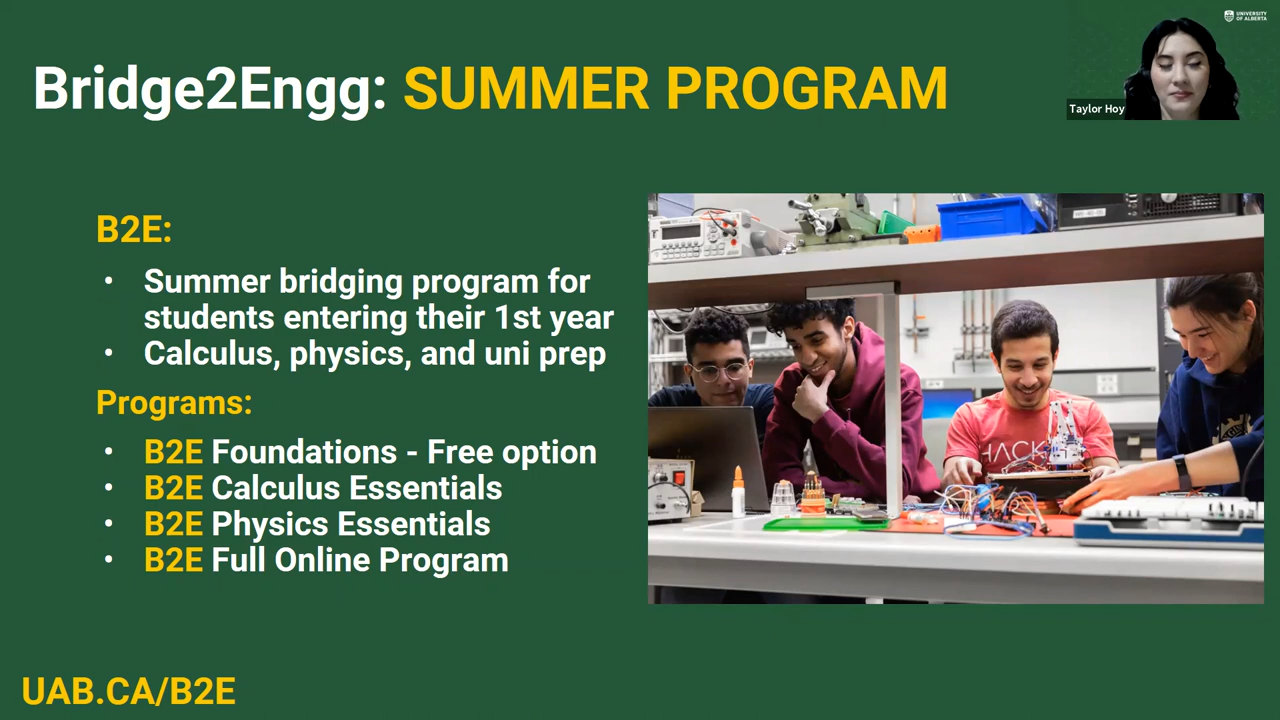 UNIVERSITY
OF ALBERTA
Bridge2Engg: SUMMER PROGRAM
Taylor Hoy
B2E:
• Summer bridging program for
students entering their 1st year
• Calculus, physics, and uni prep
Programs:
• B2E Foundations - Free option
• B2E Calculus Essentials
• B2E Physics Essentials
• B2E Full Online Program
HACK
UAB.CA/B2E